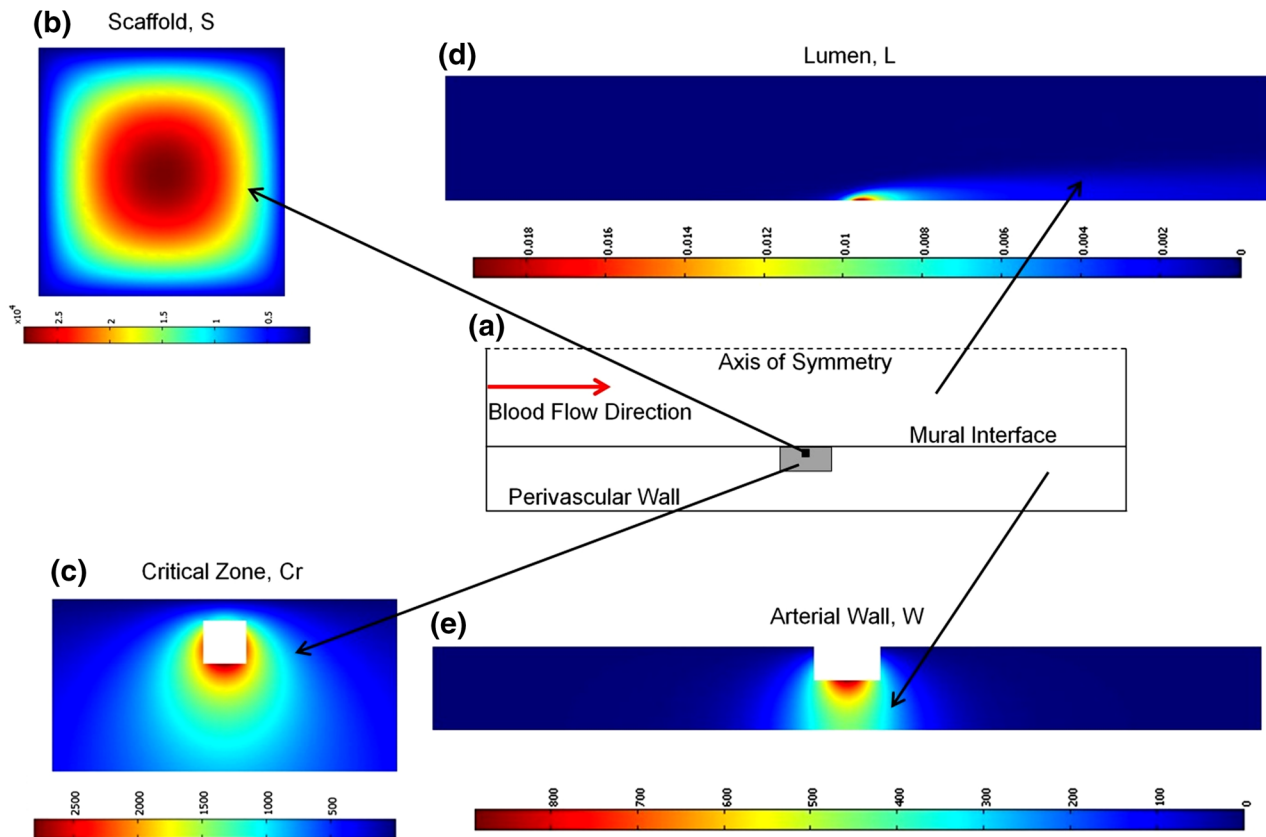 (b) Scaffold, S
x10^4 2.5 2 1.5 1 0.5
(d)
Lumen, L
0.018 0.016 0.014 0.012 0.01 0.008 0.006 0.004 0.002 0
(a)
Axis of Symmetry
Blood Flow Direction
Mural Interface
Perivascular Wall
(c) Critical Zone, Cr
2500 2000 1500 1000 500
(e) Arterial Wall, W
800 700 600 500 400 300 200 100 0